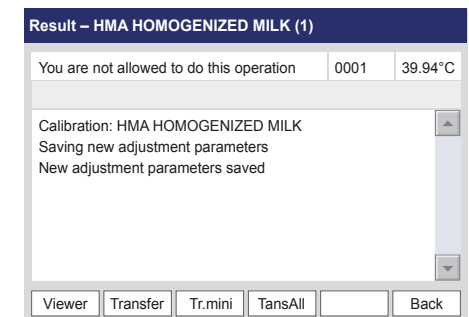 Result – HMA HOMOGENIZED MILK (1)
You are not allowed to do this operation 0001 39.94°C
Calibration: HMA HOMOGENIZED MILK
Saving new adjustment parameters
New adjustment parameters saved
Viewer Transfer Tr.mini TansAll Back